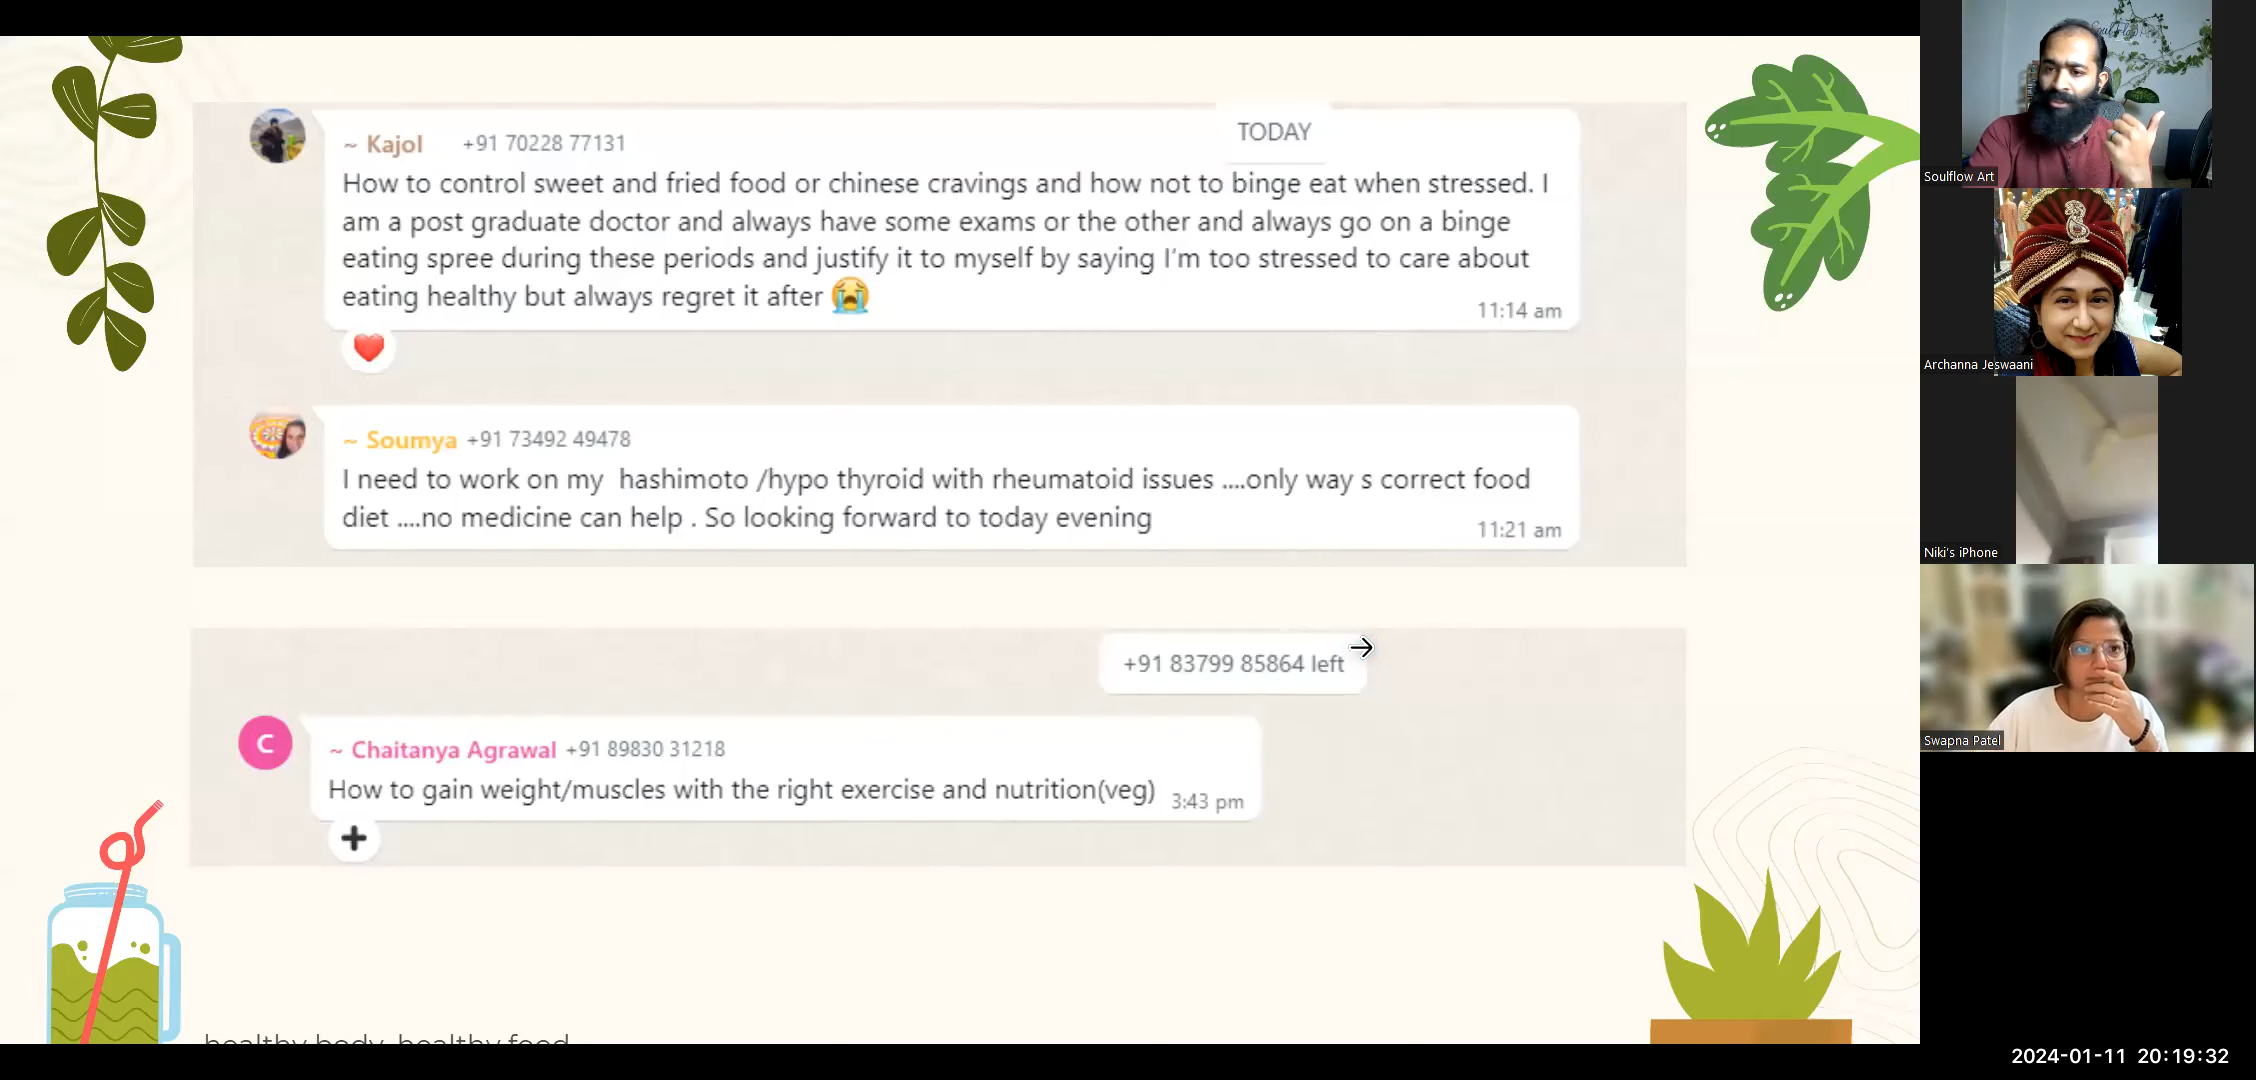 TODAY
~ Kajol +91 70228 77131
How to control sweet and fried food or chinese cravings and how not to binge eat when stressed. I
am a post graduate doctor and always have some exams or the other and always go on a binge
eating spree during these periods and justify it to myself by saying I'm too stressed to care about
eating healthy but always regret it after 😭
11:14 am
~ Soumya +91 73492 49478
I need to work on my hashimoto /hypo thyroid with rheumatoid issues ....only way s correct food
diet ....no medicine can help . So looking forward to today evening
11:21 am
+91 83799 85864 left
C
~ Chaitanya Agrawal +91 89830 31218
How to gain weight/muscles with the right exercise and nutrition(veg)
3:43 pm
healthy body, healthy food
Soulflow Art
Archanna Jeswaani
Niki's iPhone
Swapna Patel
2024-01-11 20:19:32